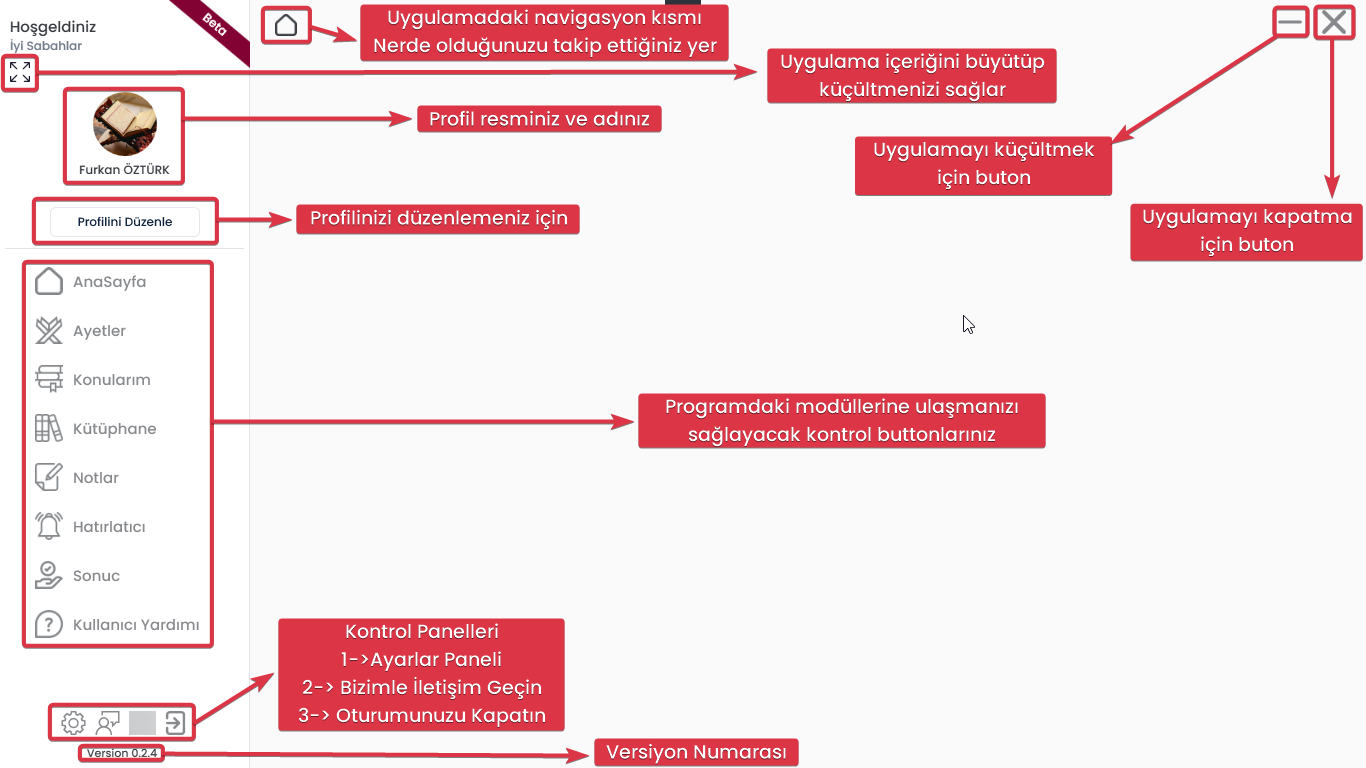 Hoşgeldiniz
İyi Sabahlar
Beta
Uygulamadaki navigasyon kısmı
Nerde olduğunuzu takip ettiğiniz yer
Uygulama içeriğini büyütüp
küçültmenizi sağlar
Profil resminiz ve adınız
Furkan ÖZTÜRK
Uygulamayı küçültmek
için buton
Uygulamayı kapatma
için buton
Profilini Düzenle
Profilinizi düzenlemeniz için
AnaSayfa
Ayetler
Konularım
Kütüphane
Notlar
Hatırlatıcı
Sonuc
Kullanıcı Yardımı
Programdaki modüllerine ulaşmanızı
sağlayacak kontrol buttonlarınız
Kontrol Panelleri
1->Ayarlar Paneli
2-> Bizimle İletişim Geçin
3-> Oturumunuzu Kapatın
Version 0.2.4
Versiyon Numarası